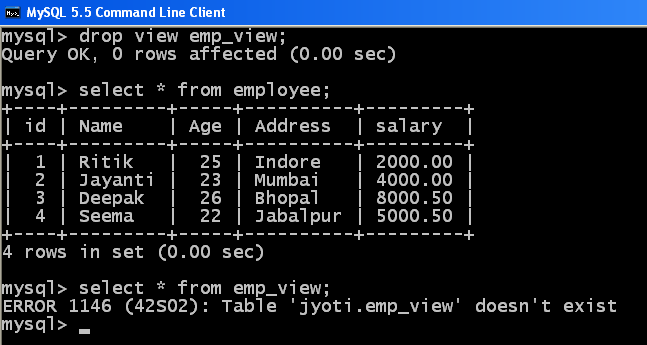 MySQL 5.5 Command Line Client
mysql> drop view emp_view;
Query OK, 0 rows affected (0.00 sec)
mysql> select * from employee;
+----+---------+-----+----------+---------+
| id | Name    | Age | Address  | salary  |
+----+---------+-----+----------+---------+
|  1 | Ritik   |  25 | Indore   | 2000.00 |
|  2 | Jayanti |  23 | Mumbai   | 4000.00 |
|  3 | Deepak  |  26 | Bhopal   | 8000.50 |
|  4 | Seema   |  22 | Jabalpur | 5000.50 |
+----+---------+-----+----------+---------+
4 rows in set (0.00 sec)
mysql> select * from emp_view;
ERROR 1146 (42S02): Table 'jyoti.emp_view' doesn't exist
mysql> _